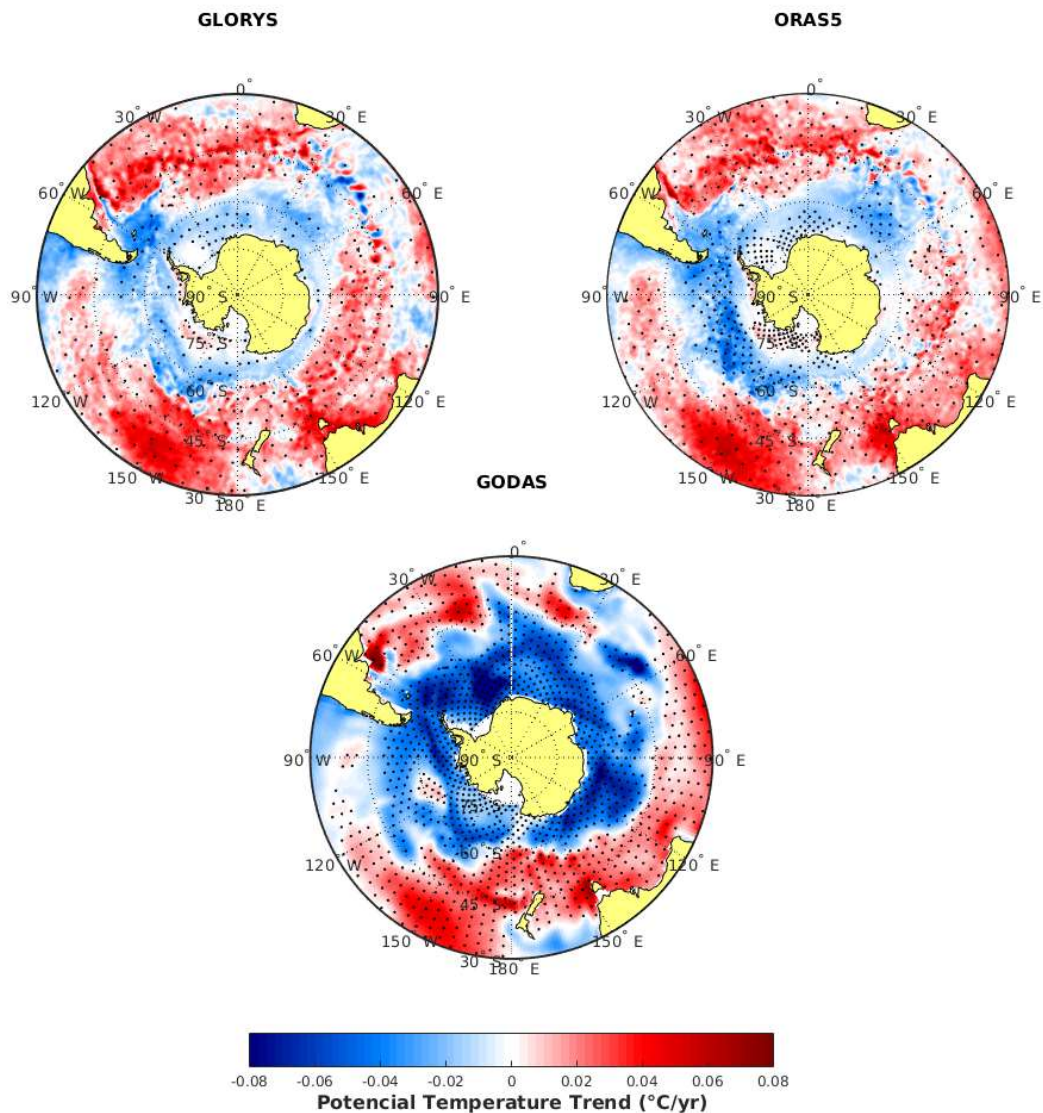 GLORYS
ORAS5
0°
30° W
30° E
60° W
60° E
90° W
90° S
90° E
75° S
60° S
120° W
120° E
45° S
150° W
150° E
30° S
180° E
0°
30° W
30° E
60° W
60° E
90° W
90° S
90° E
75° S
60° S
120° W
120° E
45° S
150° W
150° E
30° S
180° E
GODAS
0°
30° W
30° E
60° W
60° E
90° W
90° S
90° E
75° S
60° S
120° W
120° E
45° S
150° W
150° E
30° S
180° E
-0.08 -0.06 -0.04 -0.02 0 0.02 0.04 0.06 0.08
Potencial Temperature Trend (°C/yr)